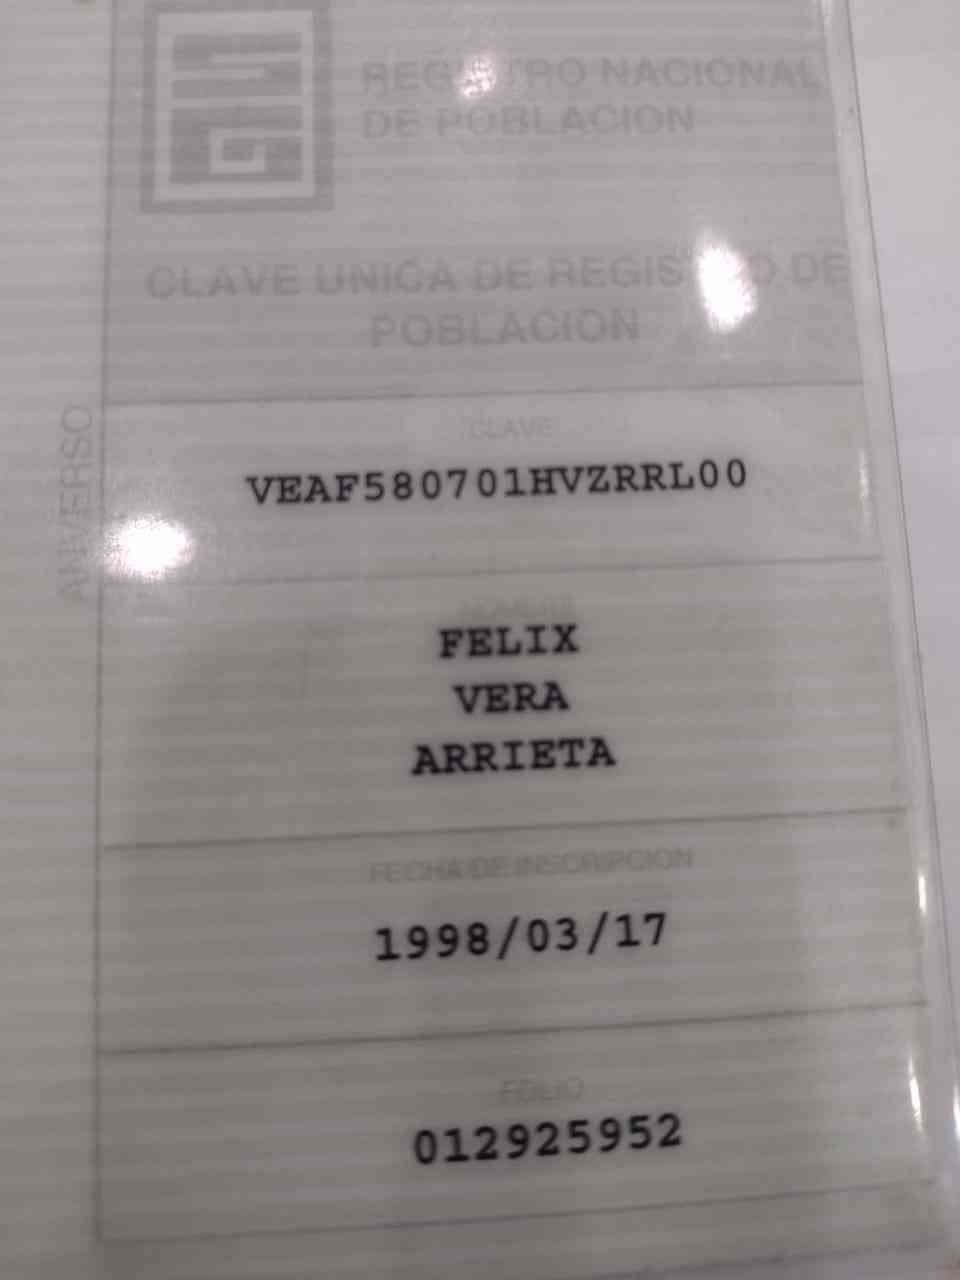 REGISTRO NACIONAL
DE POBLACION
CLAVE UNICA DE REGISTRO DE
POBLACION
ANVERSO
CLAVE
VEAF580701HVZRRL00
NOMBRE
FELIX
VERA
ARRIETA
FECHA DE INSCRIPCION
1998/03/17
FOLIO
012925952